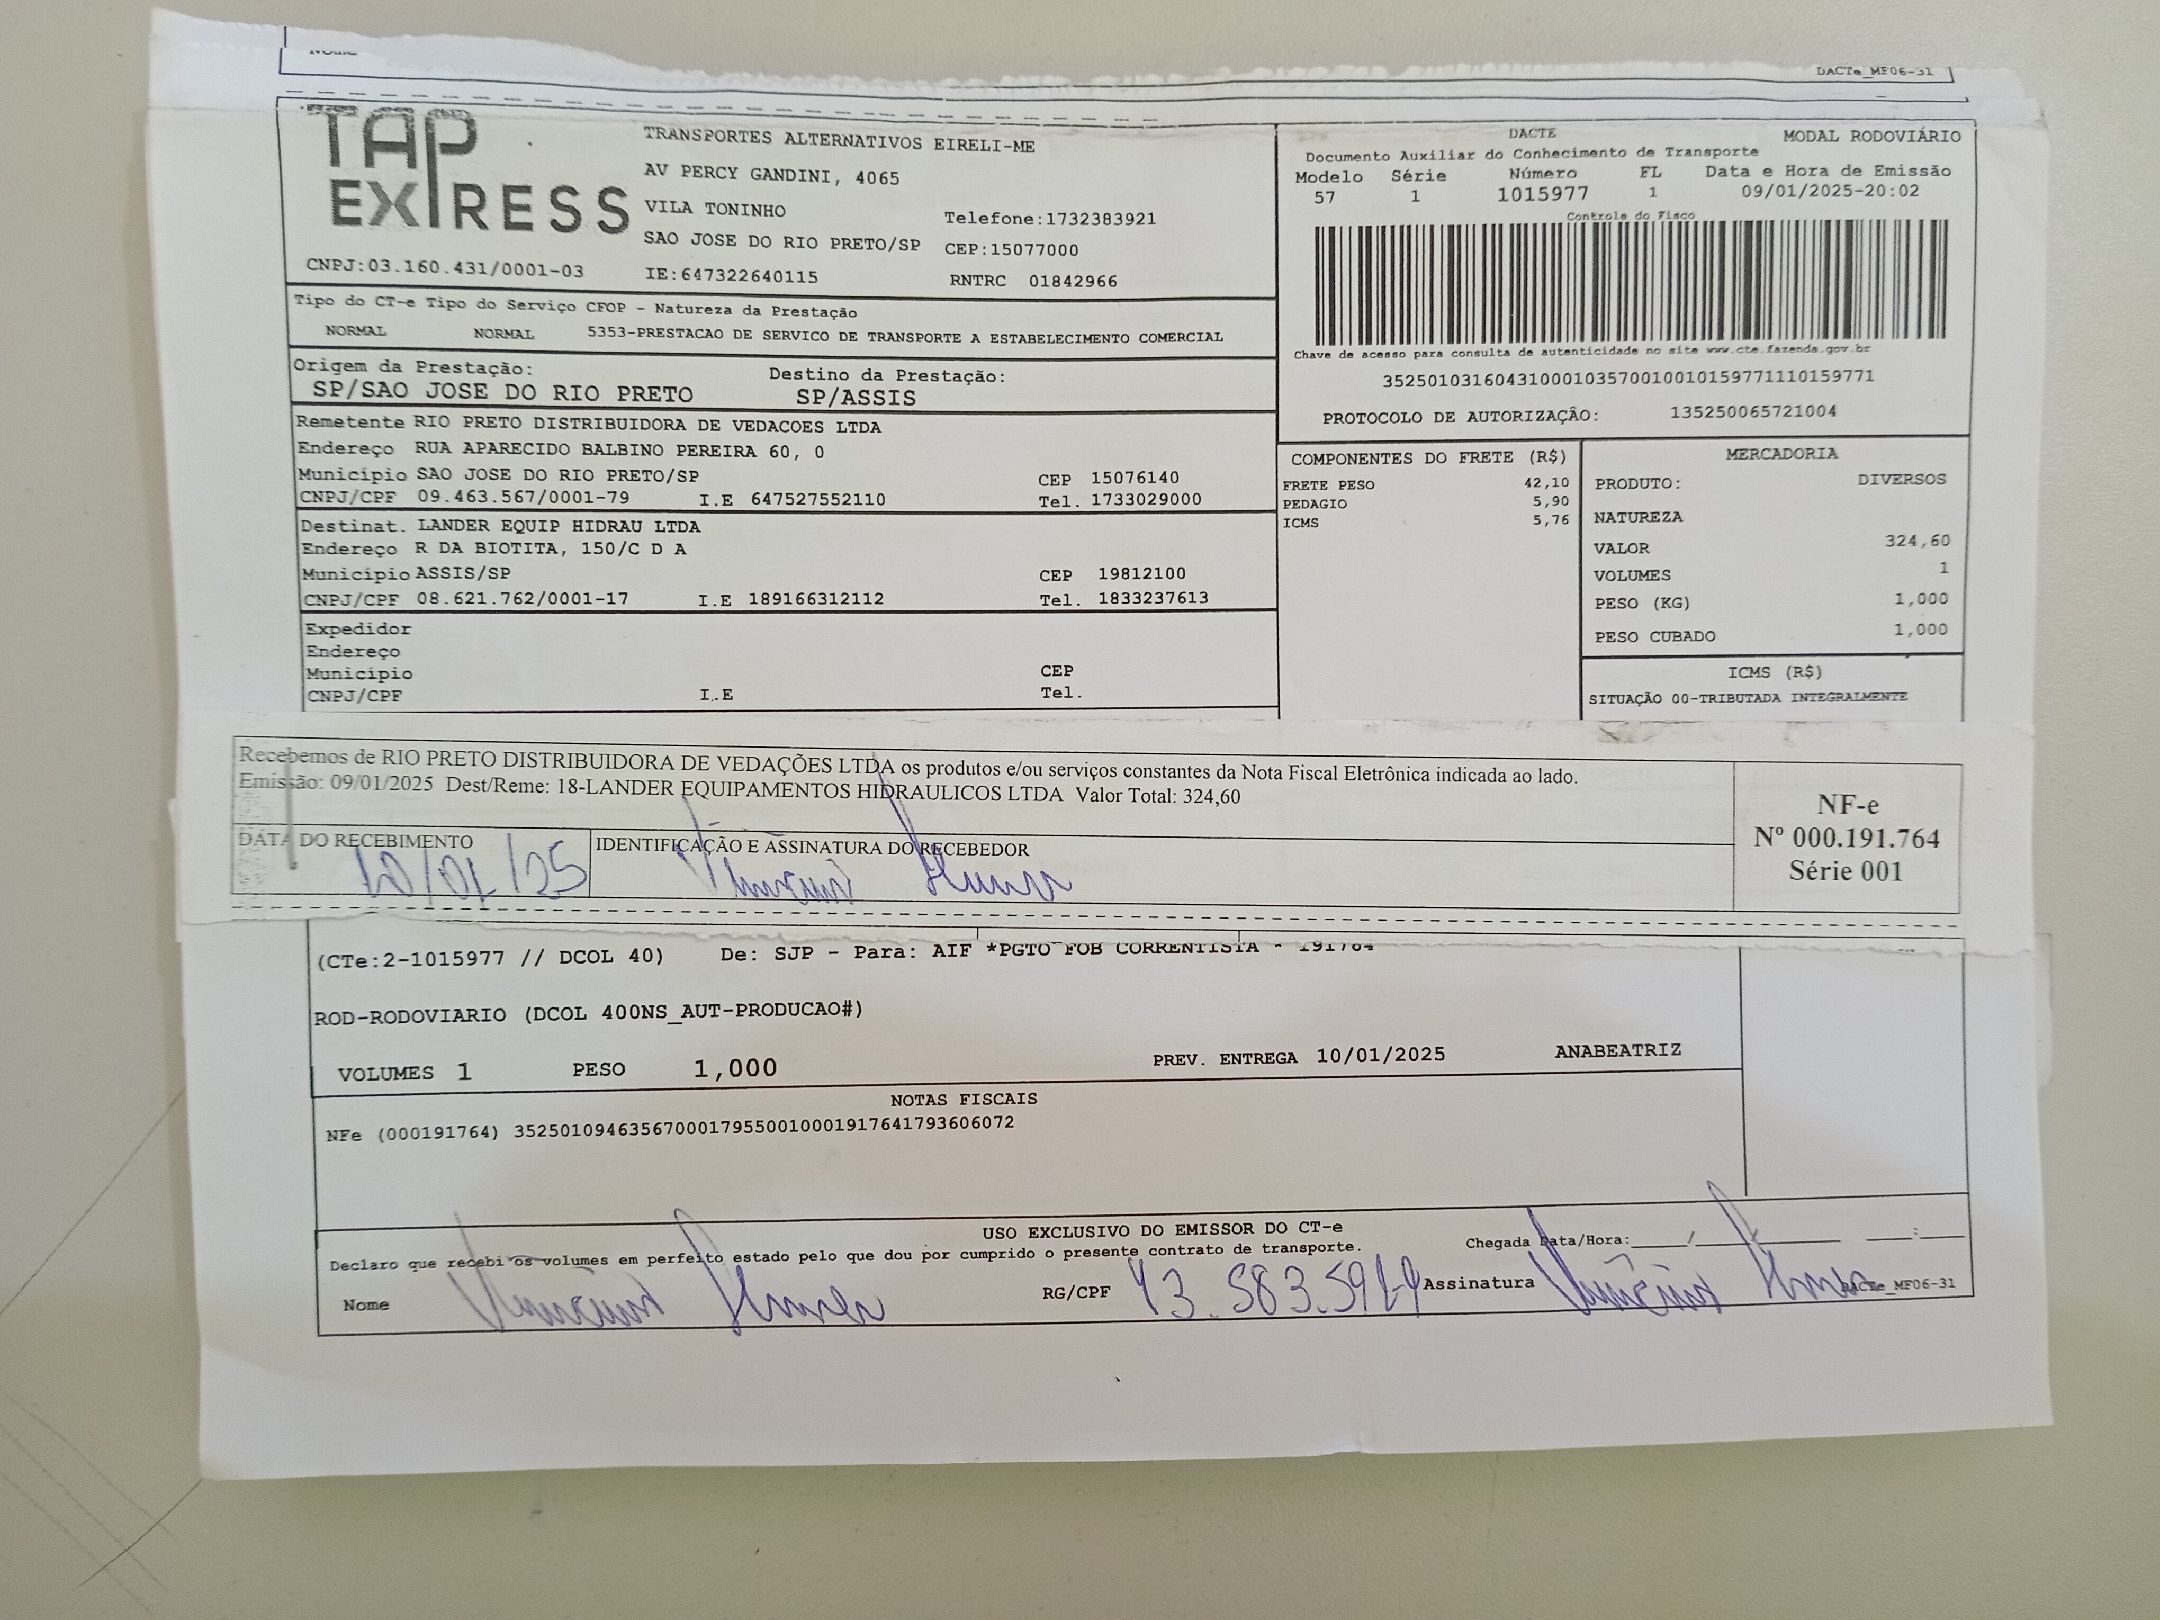 DACTe_MF06-31
TAP EXPRESS
TRANSPORTES ALTERNATIVOS EIRELI-ME
AV PERCY GANDINI, 4065
VILA TONINHO
Telefone:1732383921
SAO JOSE DO RIO PRETO/SP CEP:15077000
CNPJ:03.160.431/0001-03 IE:647322640115 RNTRC 01842966
DACTE MODAL RODOVIÁRIO
Documento Auxiliar do Conhecimento de Transporte
Modelo Série Número FL Data e Hora de Emissão
57 1 1015977 1 09/01/2025-20:02
Controle do Fisco
Chave de acesso para consulta de autenticidade no site www.cte.fazenda.gov.br
35250103160431000103570010010159771110159771
PROTOCOLO DE AUTORIZAÇÃO: 135250065721004
Tipo do CT-e Tipo do Serviço CFOP - Natureza da Prestação
NORMAL NORMAL 5353-PRESTACAO DE SERVICO DE TRANSPORTE A ESTABELECIMENTO COMERCIAL
Origem da Prestação: Destino da Prestação:
SP/SAO JOSE DO RIO PRETO SP/ASSIS
Remetente RIO PRETO DISTRIBUIDORA DE VEDACOES LTDA
Endereço RUA APARECIDO BALBINO PEREIRA 60, 0
Município SAO JOSE DO RIO PRETO/SP CEP 15076140
CNPJ/CPF 09.463.567/0001-79 I.E 647527552110 Tel. 1733029000
Destinat. LANDER EQUIP HIDRAU LTDA
Endereço R DA BIOTITA, 150/C D A
Município ASSIS/SP CEP 19812100
CNPJ/CPF 08.621.762/0001-17 I.E 189166312112 Tel. 1833237613
Expedidor
Endereço
Município CEP
CNPJ/CPF I.E Tel.
COMPONENTES DO FRETE (R$)
FRETE PESO 42,10
PEDAGIO 5,90
ICMS 5,76
MERCADORIA
PRODUTO: DIVERSOS
NATUREZA
VALOR 324,60
VOLUMES 1
PESO (KG) 1,000
PESO CUBADO 1,000
ICMS (R$)
SITUAÇÃO 00-TRIBUTADA INTEGRALMENTE
Recebemos de RIO PRETO DISTRIBUIDORA DE VEDAÇÕES LTDA os produtos e/ou serviços constantes da Nota Fiscal Eletrônica indicada ao lado.
Emissão: 09/01/2025 Dest/Reme: 18-LANDER EQUIPAMENTOS HIDRAULICOS LTDA Valor Total: 324,60
DATA DO RECEBIMENTO IDENTIFICAÇÃO E ASSINATURA DO RECEBEDOR
10/01/25
NF-e
Nº 000.191.764
Série 001
(CTe:2-1015977 // DCOL 40) De: SJP - Para: AIF *PGTO FOB CORRENTISTA - 191764
ROD-RODOVIARIO (DCOL 400NS_AUT-PRODUCAO#)
VOLUMES 1 PESO 1,000 PREV. ENTREGA 10/01/2025 ANABEATRIZ
NOTAS FISCAIS
NFe (000191764) 35250109463567000179550010001917641793606072
USO EXCLUSIVO DO EMISSOR DO CT-e
Declaro que recebi os volumes em perfeito estado pelo que dou por cumprido o presente contrato de transporte. Chegada Data/Hora:____/____/____ ___:___
Nome RG/CPF Assinatura
DACTe_MF06-31